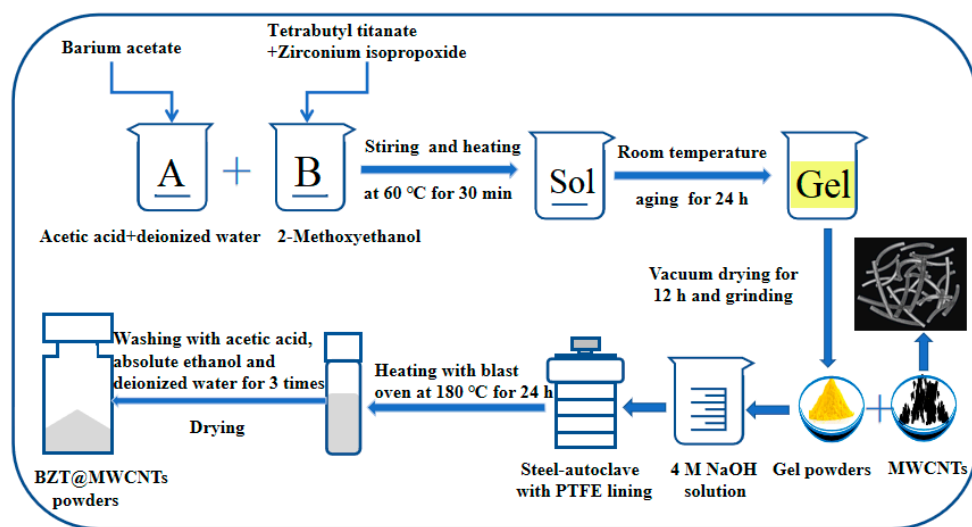 Tetrabutyl titanate
+Zirconium isopropoxide
Barium acetate
A
+
B
Stiring and heating
at 60 °C for 30 min
Sol
Room temperature
aging for 24 h
Gel
Acetic acid+deionized water
2-Methoxyethanol
Vacuum drying for
12 h and grinding
Washing with acetic acid,
absolute ethanol and
deionized water for 3 times
Drying
Heating with blast
oven at 180 °C for 24 h
+
BZT@MWCNTs
powders
Steel-autoclave
with PTFE lining
4 M NaOH
solution
Gel powders
MWCNTs